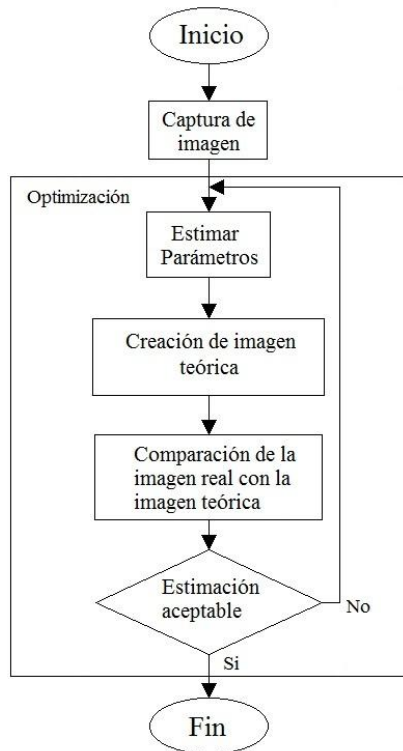 Inicio
Captura de
imagen
Optimización
Estimar
Parámetros
Creación de imagen
teórica
Comparación de la
imagen real con la
imagen teórica
Estimación
aceptable
No
Si
Fin